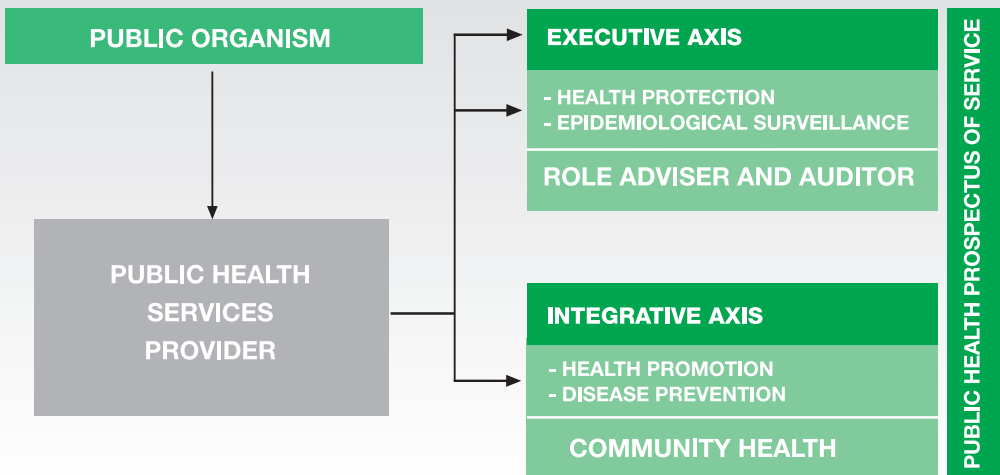 PUBLIC ORGANISM
PUBLIC HEALTH
SERVICES
PROVIDER
EXECUTIVE AXIS
- HEALTH PROTECTION
- EPIDEMIOLOGICAL SURVEILLANCE
ROLE ADVISER AND AUDITOR
INTEGRATIVE AXIS
- HEALTH PROMOTION
- DISEASE PREVENTION
COMMUNITY HEALTH
PUBLIC HEALTH PROSPECTUS OF SERVICE